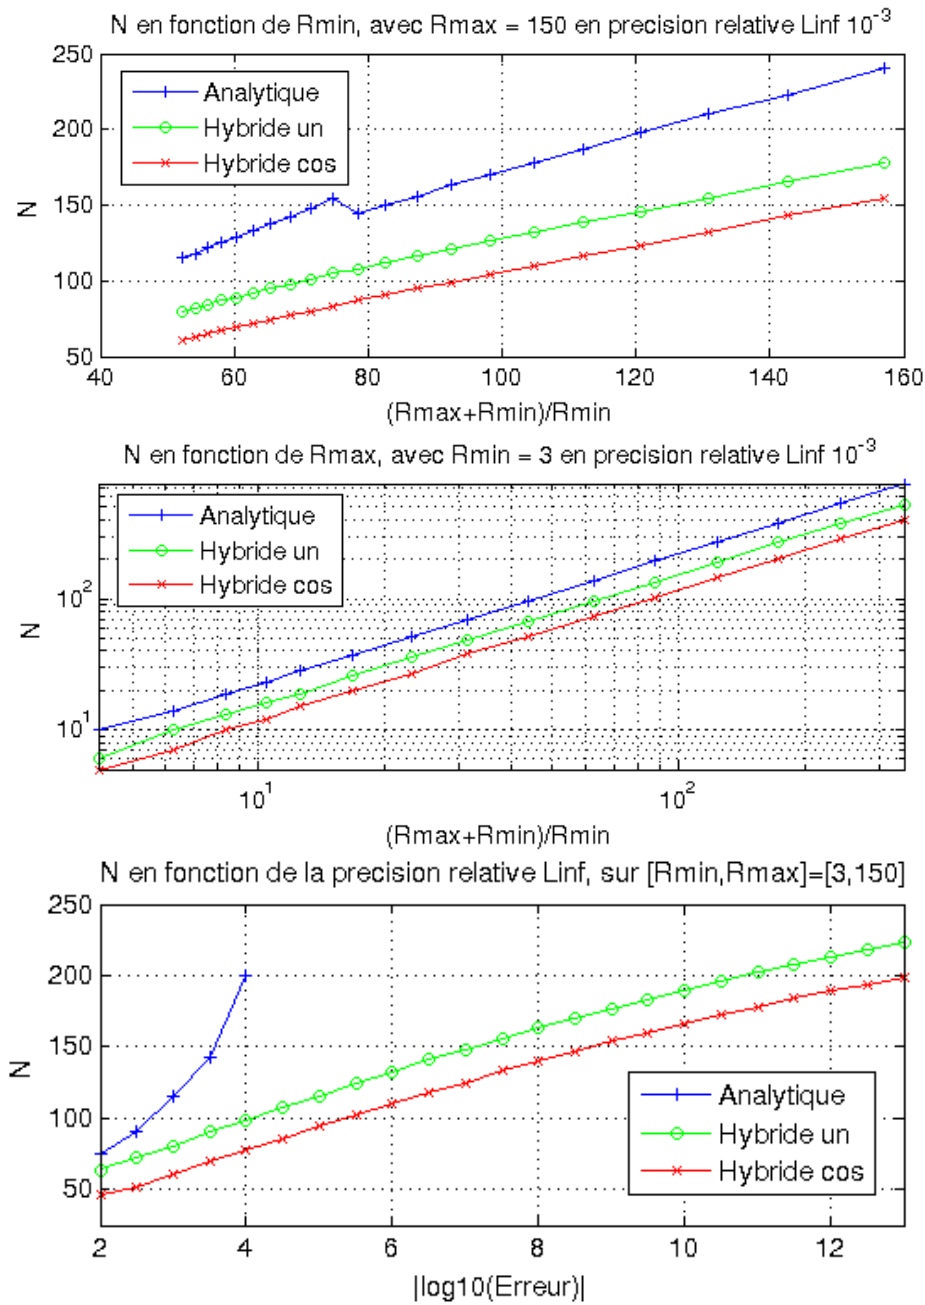 N en fonction de Rmin, avec Rmax = 150 en precision relative Linf 10^-3
250
200
150
100
50
N
Analytique
Hybride un
Hybride cos
40 60 80 100 120 140 160
(Rmax+Rmin)/Rmin
N en fonction de Rmax, avec Rmin = 3 en precision relative Linf 10^-3
10^2
10^1
N
Analytique
Hybride un
Hybride cos
10^1 10^2
(Rmax+Rmin)/Rmin
N en fonction de la precision relative Linf, sur [Rmin,Rmax]=[3,150]
250
200
150
100
50
N
Analytique
Hybride un
Hybride cos
2 4 6 8 10 12
|log10(Erreur)|